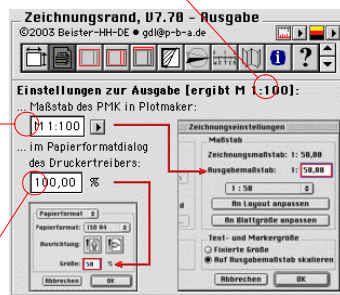 Zeichnungsrand, V7.70 - Ausgabe
©2003 Beister-HH-DE • gdl@p-b-a.de
Einstellungen zur Ausgabe [ergibt M 1:100]:
... Maßstab des PMK in Plotmaker:
M 1:100
... im Papierformatdialog
des Druckertreibers:
100,00 %
Zeichnungseinstellungen
Maßstab
Zeichnungsmaßstab: 1: 50,00
Ausgabemaßstab: 1: 50,00
1 : 50
An Layout anpassen
An Blattgröße anpassen
Text- und Markergröße
Fixierte Größe
Auf Ausgabemaßstab skalieren
Abbrechen OK
Papierformat
Papierformat: ISO A4
Ausrichtung:
Größe: 50 %
Abbrechen OK